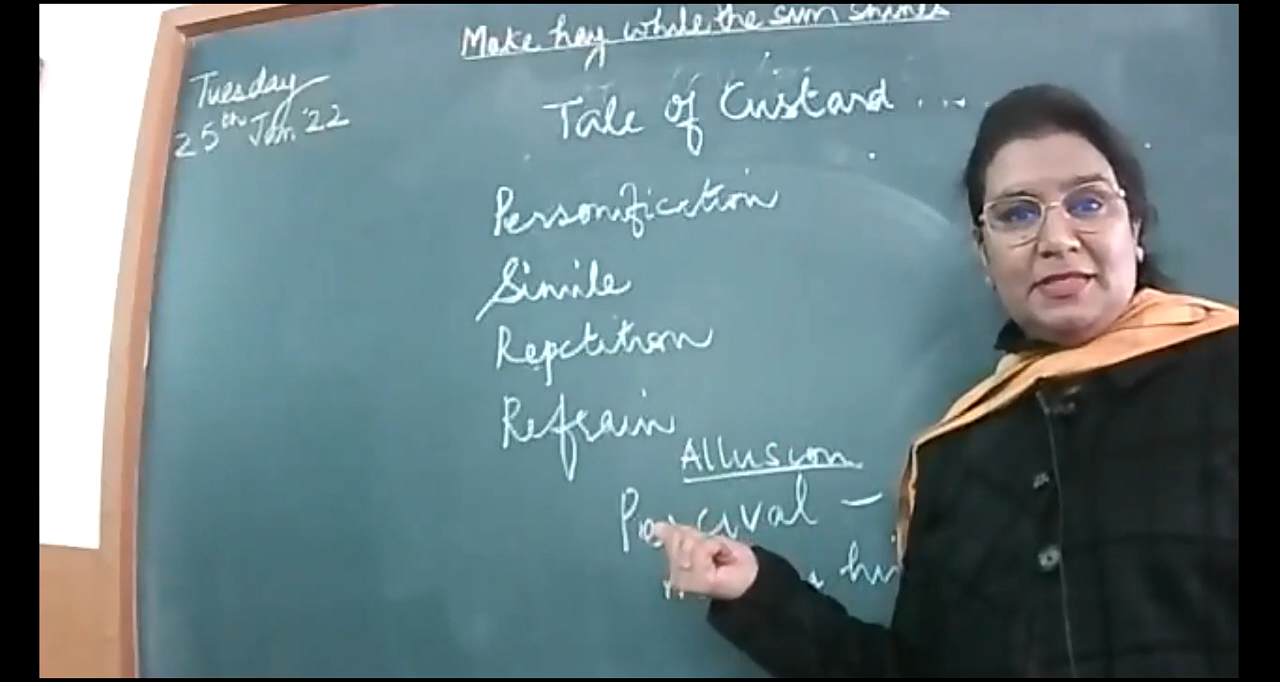 Make hay while the sun shines
Tuesday
25th Jan. '22
Tale of Custard ....
Personification
Simile
Repetition
Refrain
Allusion
Percival –